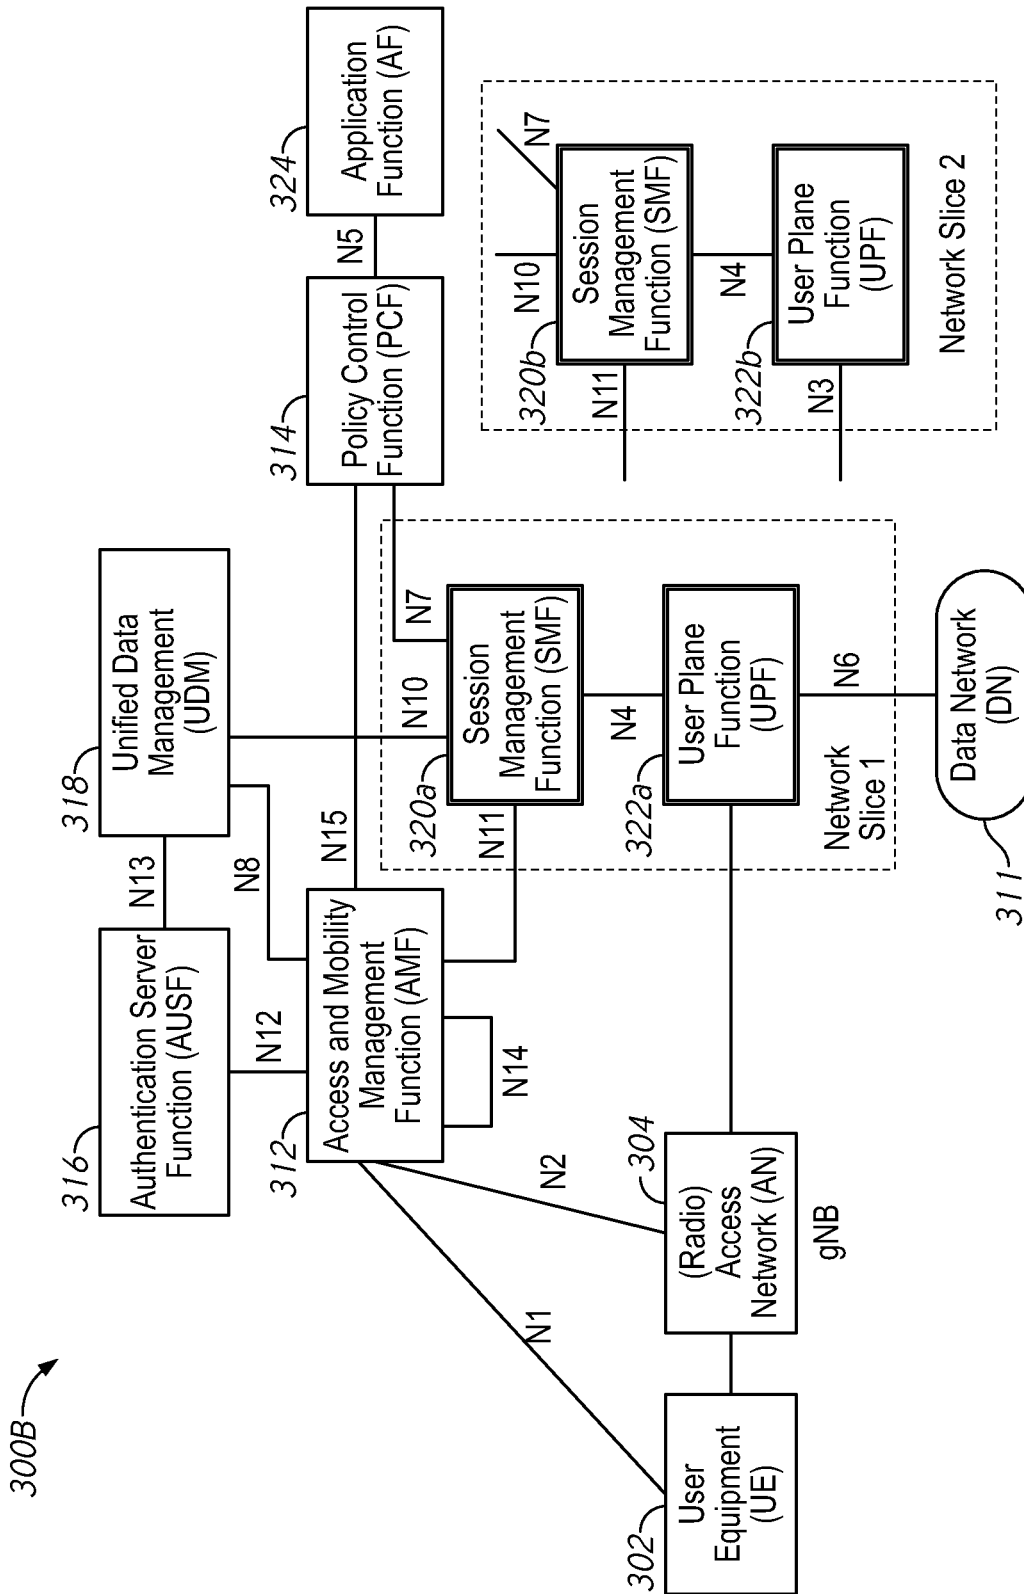 300B
316
Authentication Server
Function (AUSF)
N13
318
Unified Data
Management
(UDM)
N12
N8
N10
312
Access and Mobility
Management
Function (AMF)
N15
N14
N11
N7
314
Policy Control
Function (PCF)
N5
324
Application
Function (AF)
N1
N2
320a
Session
Management
Function (SMF)
N4
322a
User Plane
Function
(UPF)
Network
Slice 1
N6
302
User
Equipment
(UE)
304
(Radio)
Access
Network (AN)
gNB
311
Data Network
(DN)
N10
N7
320b
N11
Session
Management
Function (SMF)
N4
322b
N3
User Plane
Function
(UPF)
Network Slice 2